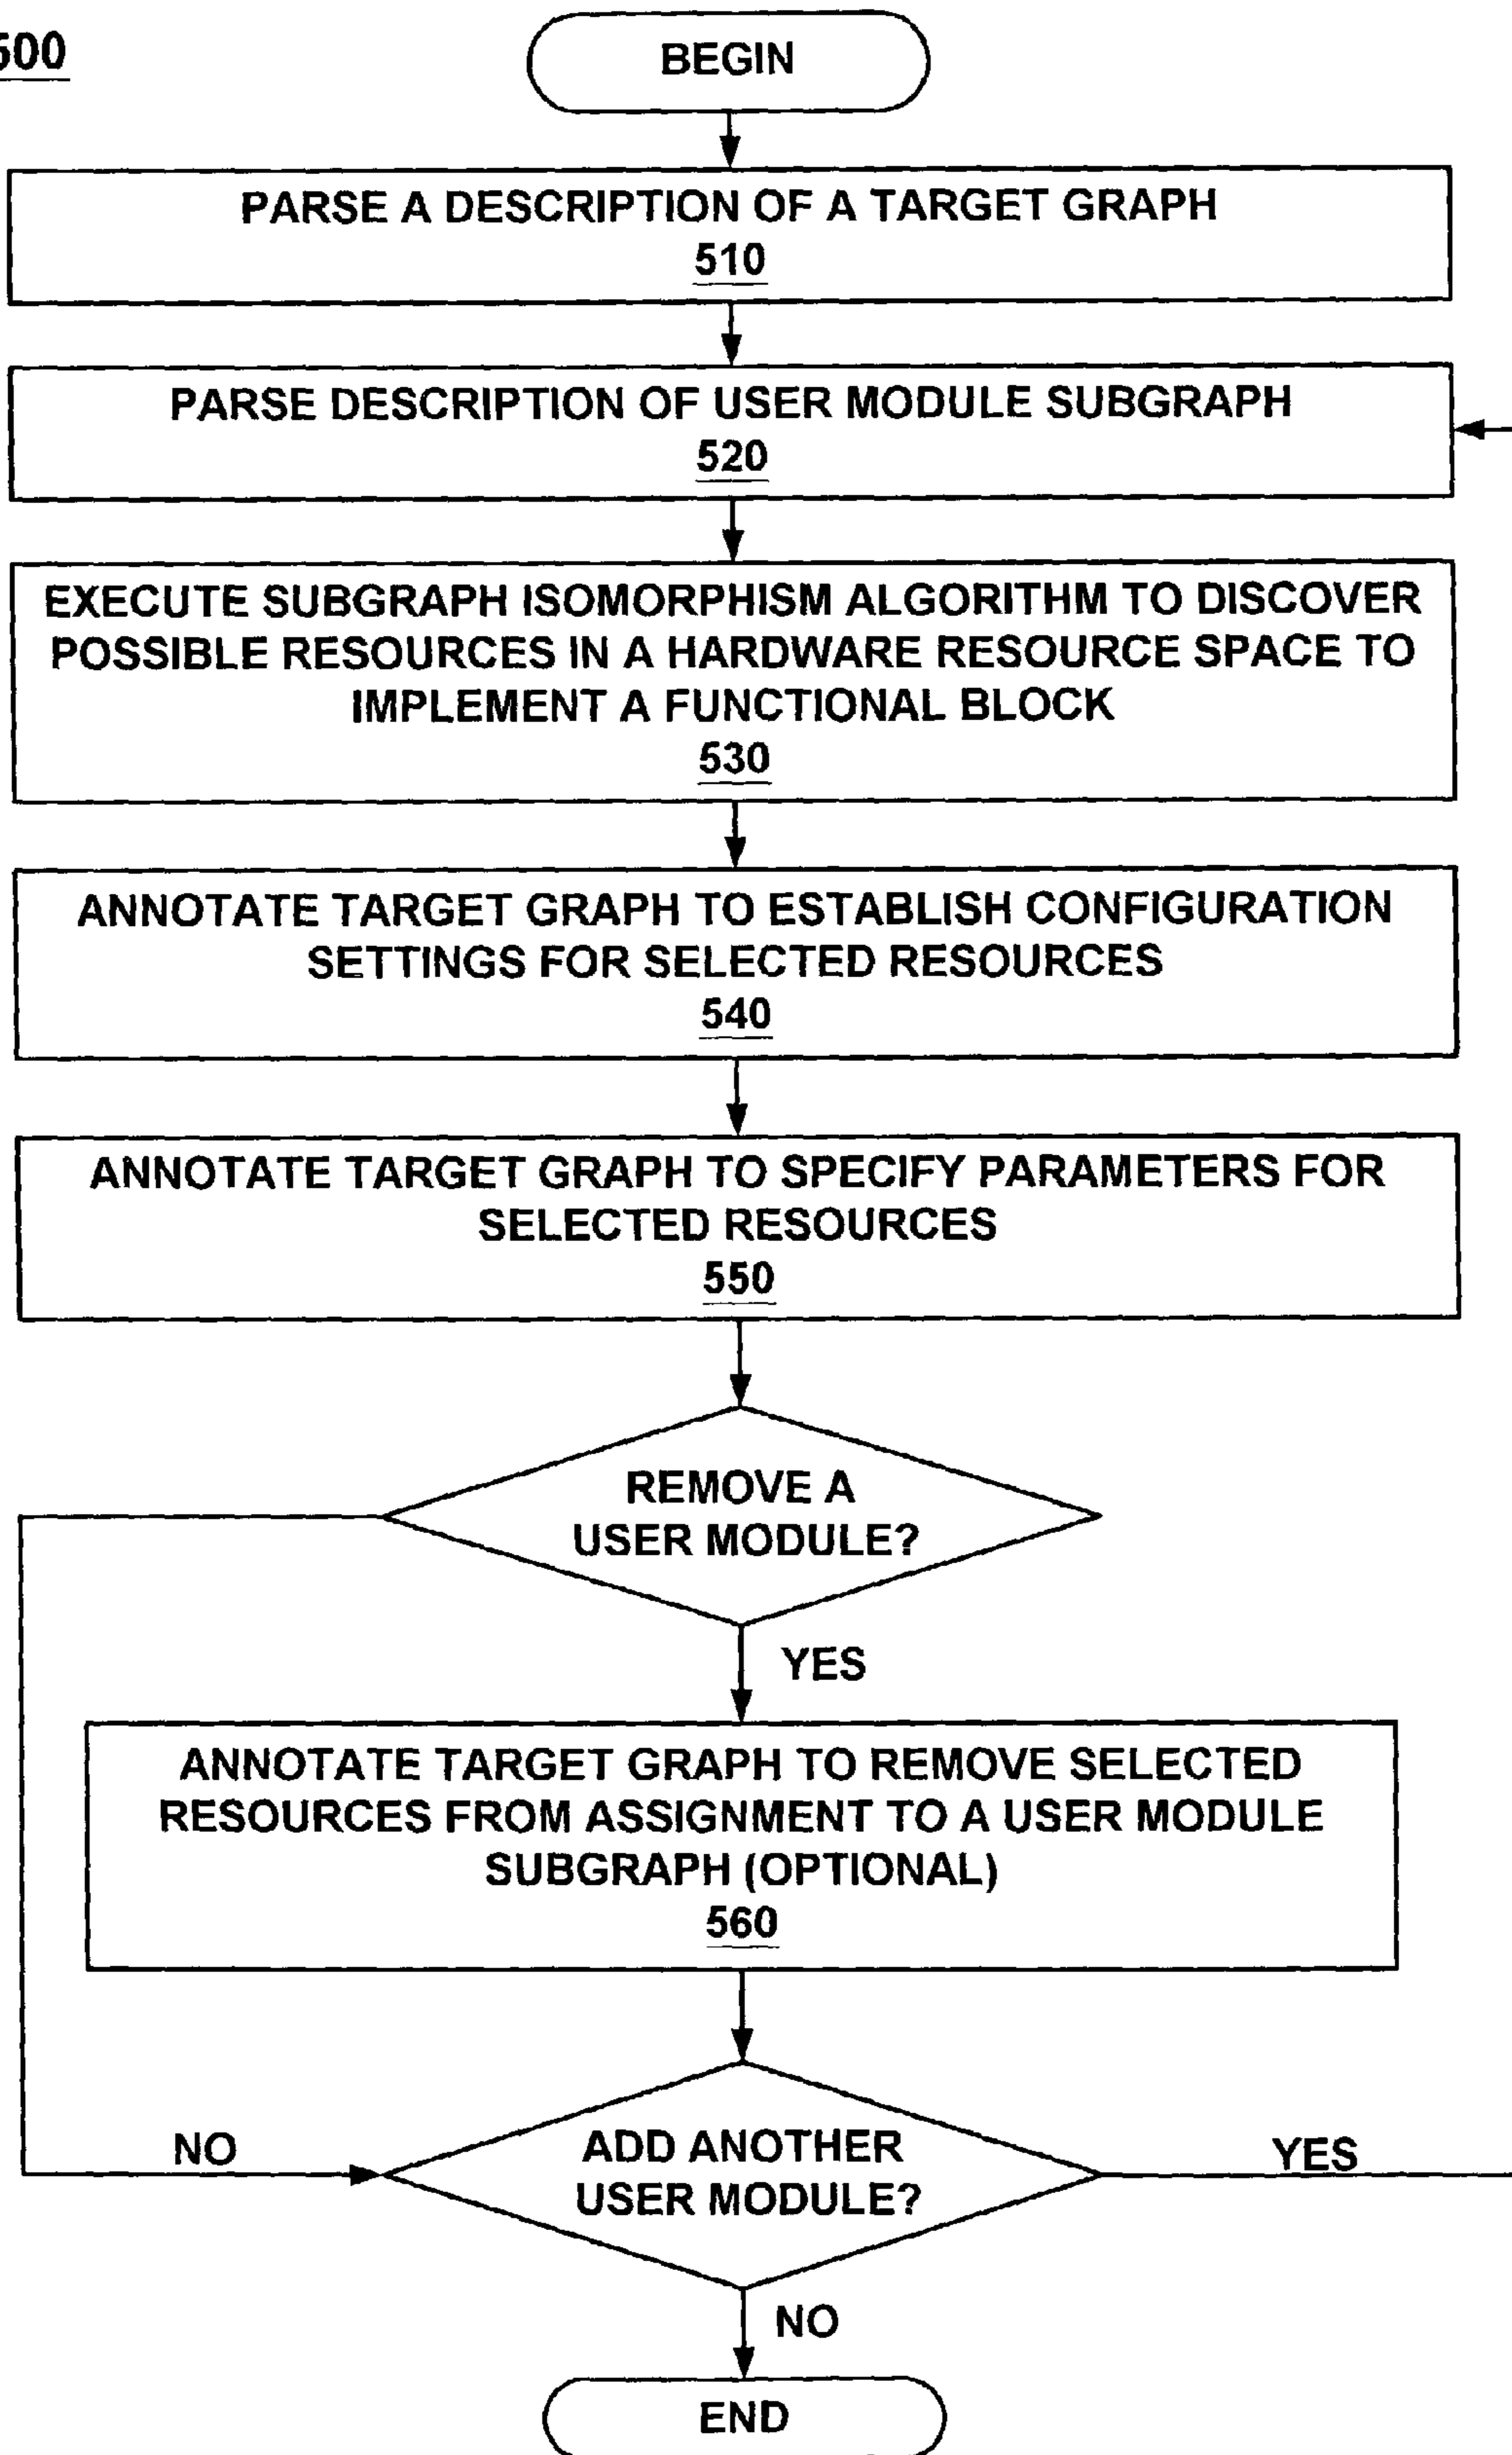 500
BEGIN
PARSE A DESCRIPTION OF A TARGET GRAPH
510
PARSE DESCRIPTION OF USER MODULE SUBGRAPH
520
EXECUTE SUBGRAPH ISOMORPHISM ALGORITHM TO DISCOVER
POSSIBLE RESOURCES IN A HARDWARE RESOURCE SPACE TO
IMPLEMENT A FUNCTIONAL BLOCK
530
ANNOTATE TARGET GRAPH TO ESTABLISH CONFIGURATION
SETTINGS FOR SELECTED RESOURCES
540
ANNOTATE TARGET GRAPH TO SPECIFY PARAMETERS FOR
SELECTED RESOURCES
550
REMOVE A
USER MODULE?
YES
ANNOTATE TARGET GRAPH TO REMOVE SELECTED
RESOURCES FROM ASSIGNMENT TO A USER MODULE
SUBGRAPH (OPTIONAL)
560
NO
ADD ANOTHER
USER MODULE?
YES
NO
END